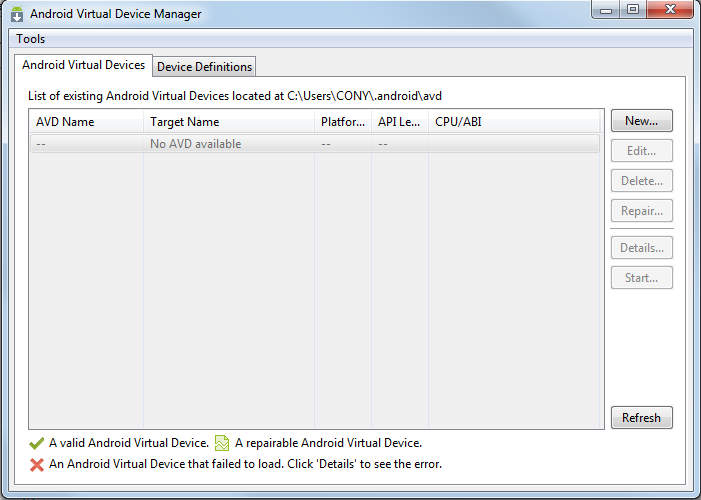 Android Virtual Device Manager
Tools
Android Virtual Devices
Device Definitions
List of existing Android Virtual Devices located at C:\Users\CONY\.android\avd
AVD Name Target Name Platfor... API Le... CPU/ABI
-- No AVD available -- --
New...
Edit...
Delete...
Repair...
Details...
Start...
Refresh
A valid Android Virtual Device. A repairable Android Virtual Device.
An Android Virtual Device that failed to load. Click 'Details' to see the error.